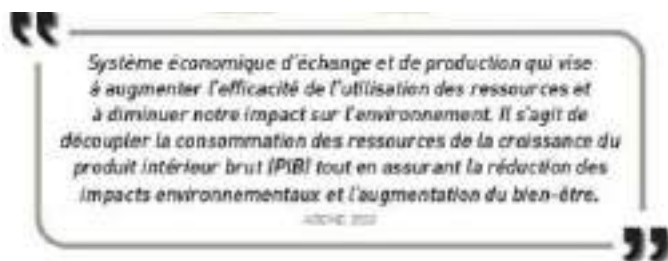 Système économique d'échange et de production qui vise
à augmenter l'efficacité de l'utilisation des ressources et
à diminuer notre impact sur l'environnement. Il s'agit de
découpler la consommation des ressources de la croissance du
produit intérieur brut (PIB) tout en assurant la réduction des
impacts environnementaux et l'augmentation du bien-être.